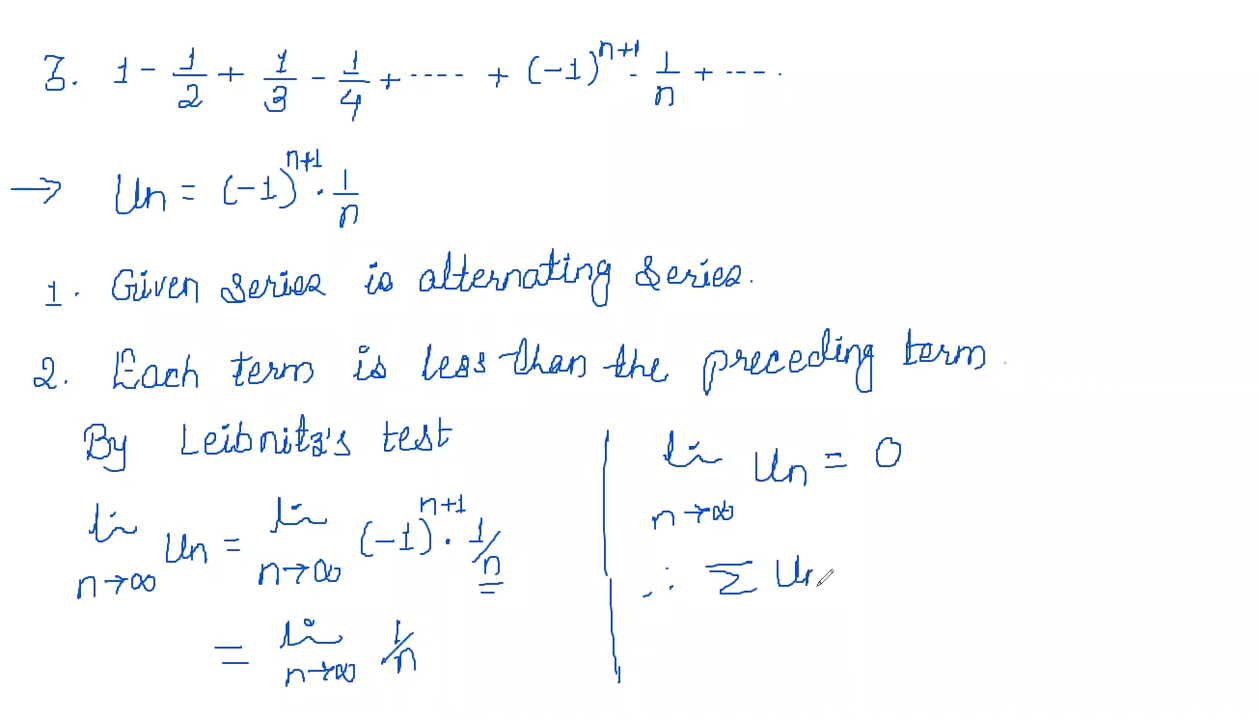 3. 1 - 1/2 + 1/3 - 1/4 + ---- + (-1)^{n+1} · 1/n + ---.
→ Un = (-1)^{n+1} · 1/n
1. Given series is alternating series.
2. Each term is less than the preceding term.
By Leibnitz's test
lim n→∞ Un = lim n→∞ (-1)^{n+1} · 1/n
= lim n→∞ 1/n
lim n→∞ Un = 0
∴ Σ Un